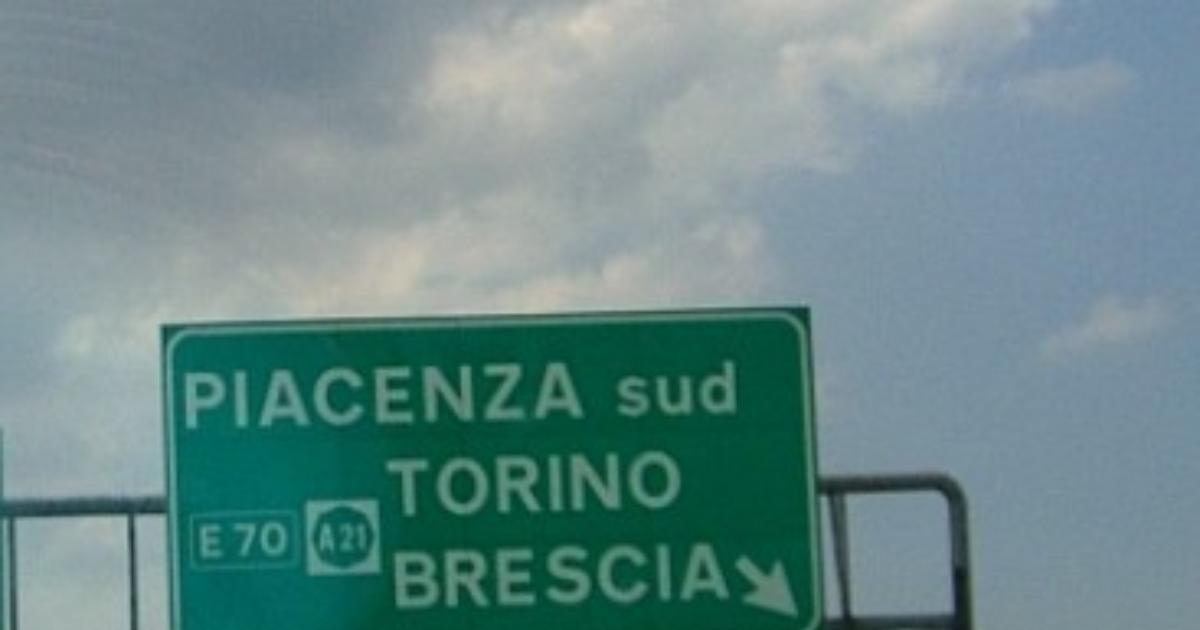 PIACENZA sud
TORINO
E 70 A21
BRESCIA